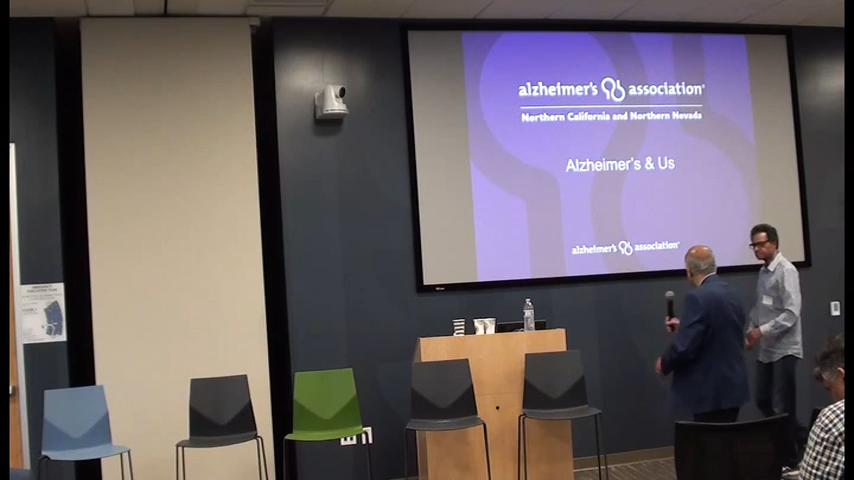 alzheimer's association®
Northern California and Northern Nevada
Alzheimer's & Us
alzheimer's association®